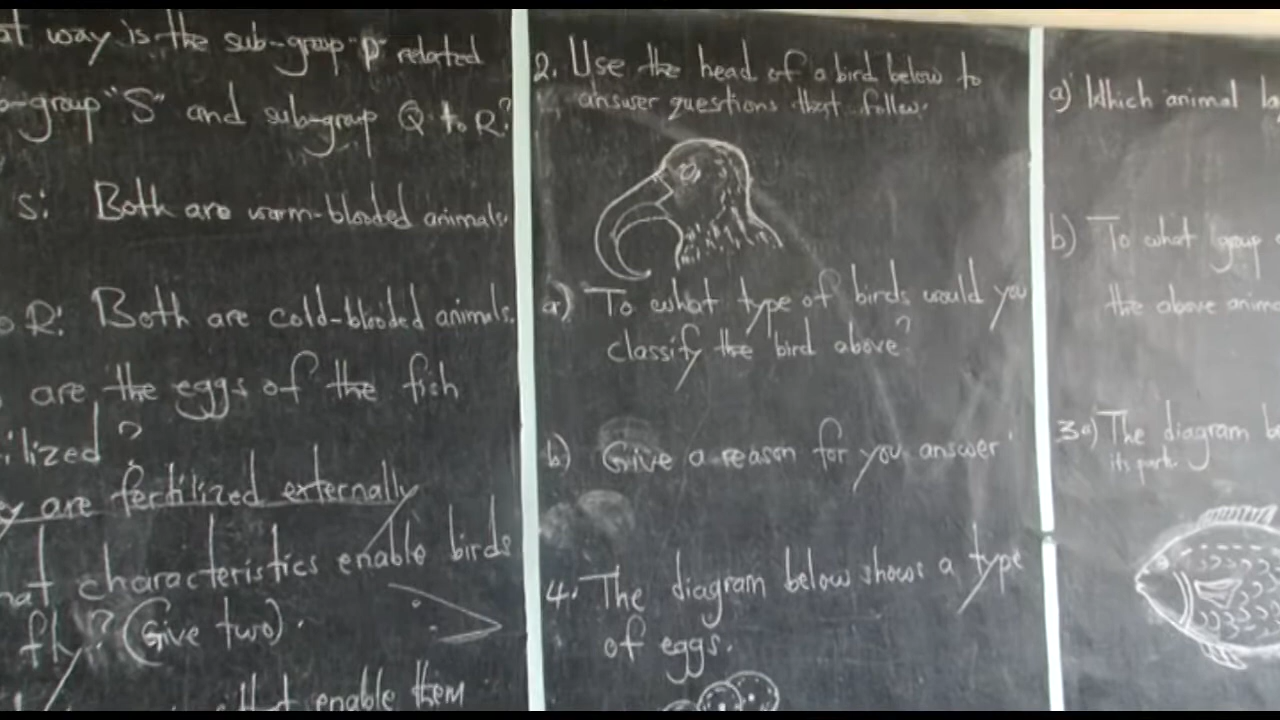 way is the sub-group "P" related
group "S" and sub-group Q to R?
S: Both are warm-blooded animals.
R: Both are cold-blooded animals.
are the eggs of the fish
ilized?
are fertilized externally
at characteristics enable birds
fly? (Give two).
enable them
2. Use the head of a bird below to
answer questions that follow.
a) To what type of birds would you
classify the bird above?
b) Give a reason for you answer
4. The diagram below shows a type
of eggs.
a) Which animal
b) To what group
the above anim
3a) The diagram b
its parts.